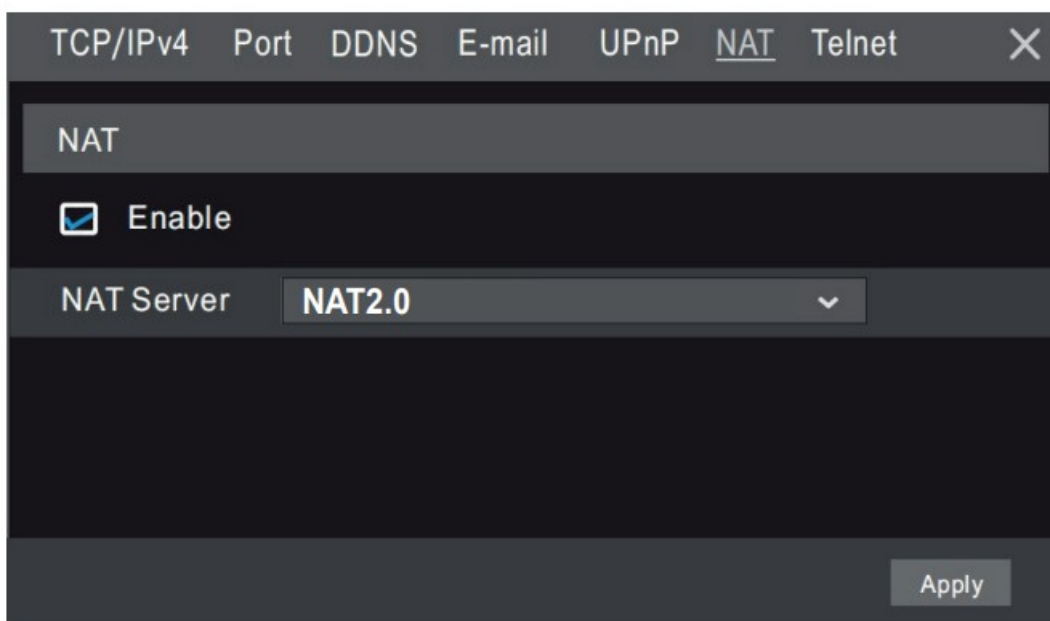 TCP/IPv4 Port DDNS E-mail UPnP NAT Telnet
NAT
Enable
NAT Server NAT2.0
Apply